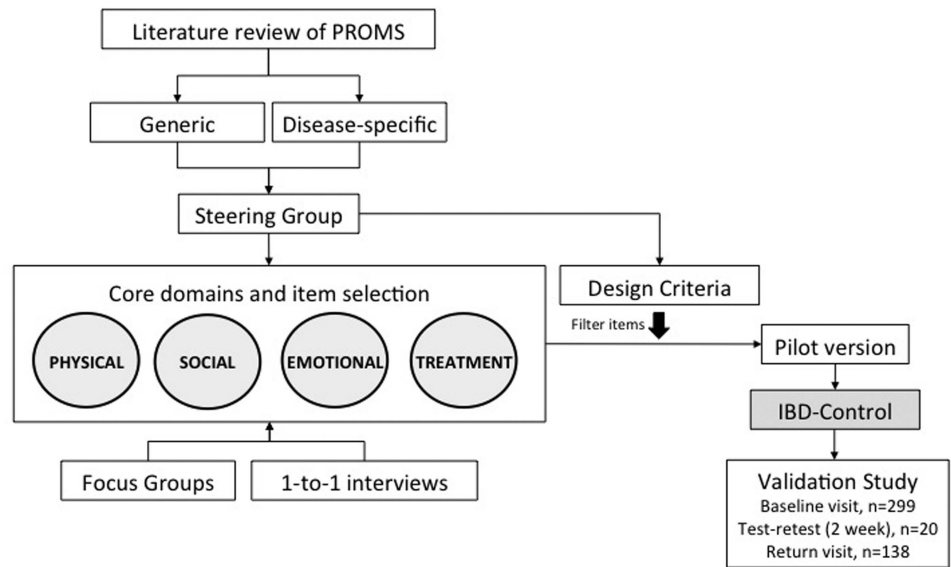 Literature review of PROMS
Generic
Disease-specific
Steering Group
Core domains and item selection
PHYSICAL
SOCIAL
EMOTIONAL
TREATMENT
Design Criteria
Filter items
Pilot version
IBD-Control
Focus Groups
1-to-1 interviews
Validation Study
Baseline visit, n=299
Test-retest (2 week), n=20
Return visit, n=138